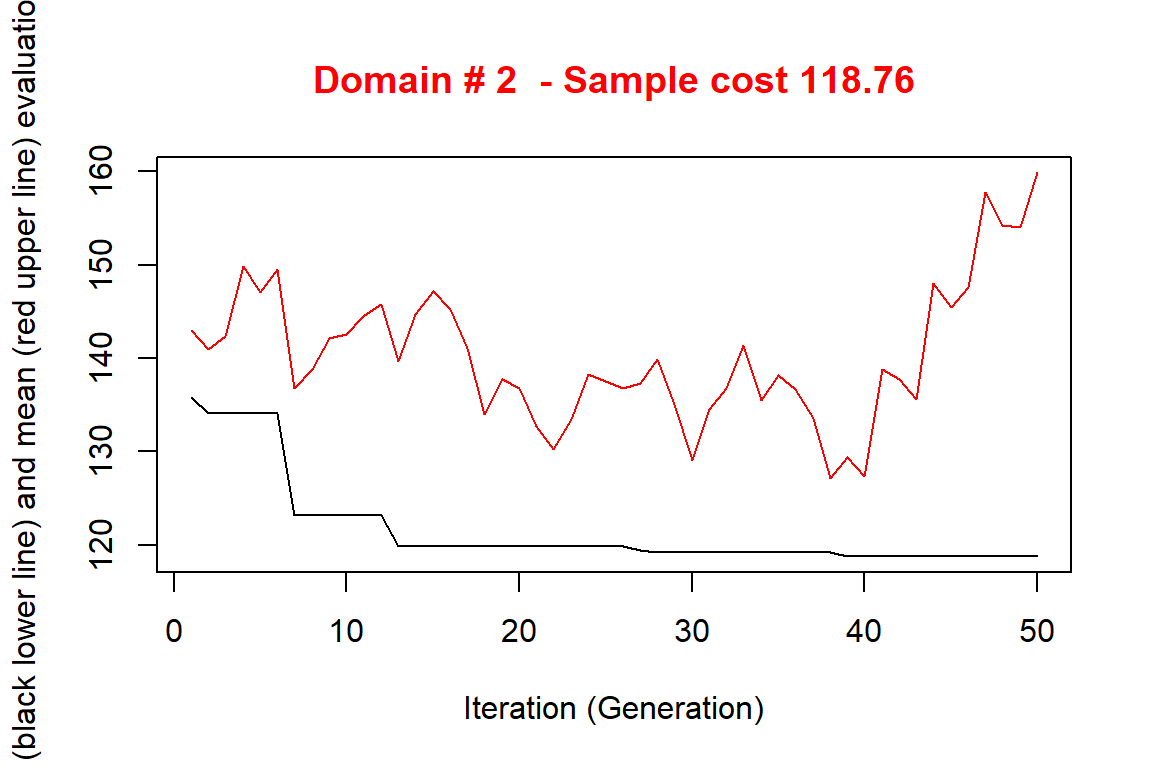 Domain # 2 - Sample cost 118.76
(black lower line) and mean (red upper line) evaluatio
160
150
140
130
120
0 10 20 30 40 50
Iteration (Generation)